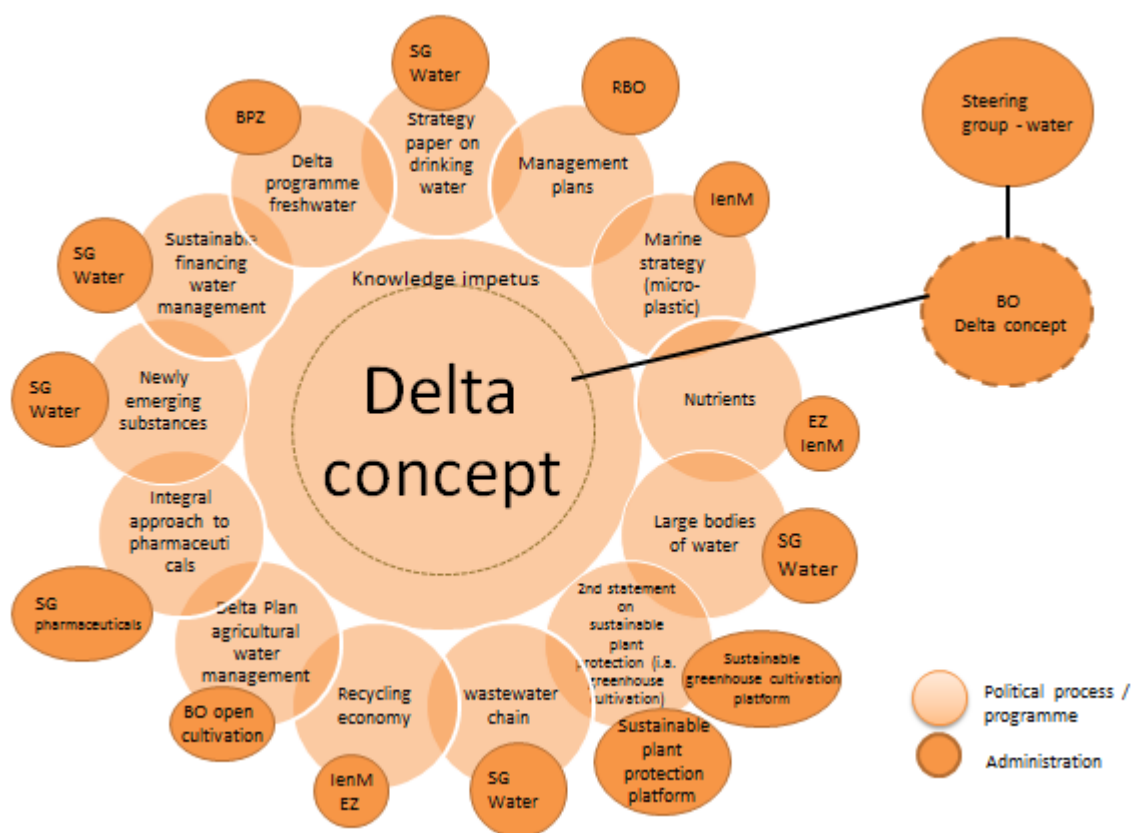 SG
Water
Strategy
paper on
drinking
water
RBO
Management
plans
IenM
Marine
strategy
(micro-
plastic)
Nutrients
EZ
IenM
Large bodies
of water
SG
Water
2nd statement
on
sustainable
plant
protection (i.a.
greenhouse
cultivation)
Sustainable
greenhouse cultivation
platform
Sustainable
plant
protection
platform
wastewater
chain
SG
Water
Recycling
economy
IenM
EZ
Delta Plan
agricultural
water
management
BO open
cultivation
Integral
approach to
pharmaceuti
cals
SG
pharmaceuticals
Newly
emerging
substances
SG
Water
Sustainable
financing
water
management
SG
Water
Delta
programme
freshwater
BPZ
Knowledge impetus
Delta
concept
Steering
group - water
BO
Delta concept
Political process /
programme
Administration